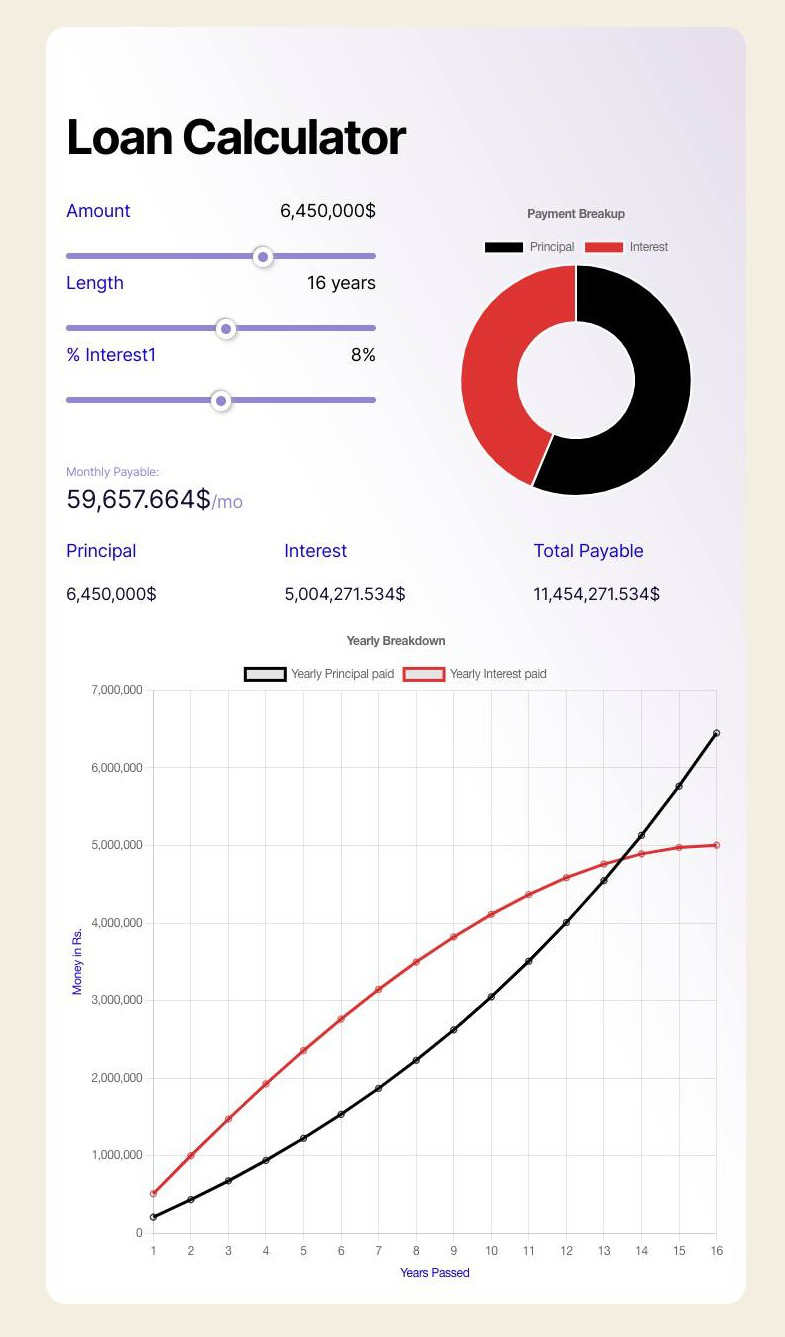 Loan Calculator
Amount 6,450,000$
Length 16 years
% Interest1 8%
Monthly Payable:
59,657.664$/mo
Payment Breakup
Principal Interest
Principal Interest Total Payable
6,450,000$ 5,004,271.534$ 11,454,271.534$
Yearly Breakdown
Yearly Principal paid Yearly Interest paid
7,000,000
6,000,000
5,000,000
4,000,000
3,000,000
2,000,000
1,000,000
0
Money in Rs.
1 2 3 4 5 6 7 8 9 10 11 12 13 14 15 16
Years Passed